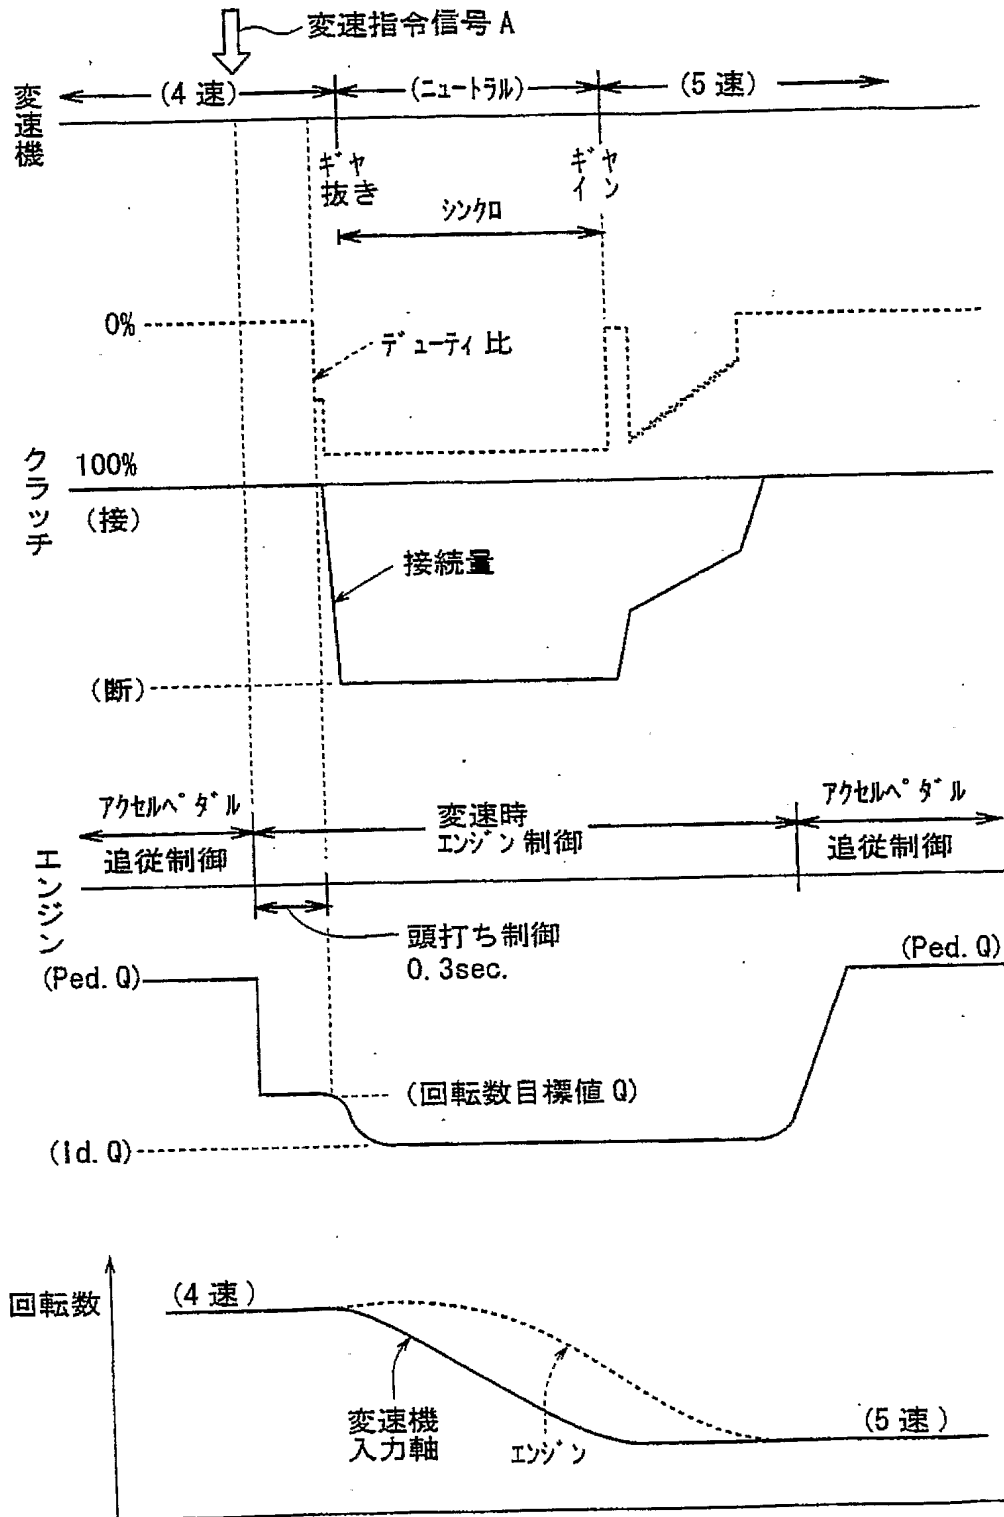 変速指令信号A
変速機
(4速)
(ニュートラル)
(5速)
ギヤ
抜き
ギヤ
イン
シンクロ
0%
デューティ比
クラッチ
100%
(接)
接続量
(断)
エンジン
アクセルペダル
追従制御
変速時
エンジン制御
アクセルペダル
追従制御
頭打ち制御
0.3sec.
(Ped.Q)
(Ped.Q)
(回転数目標値Q)
(Id.Q)
回転数
(4速)
変速機
入力軸
エンジン
(5速)